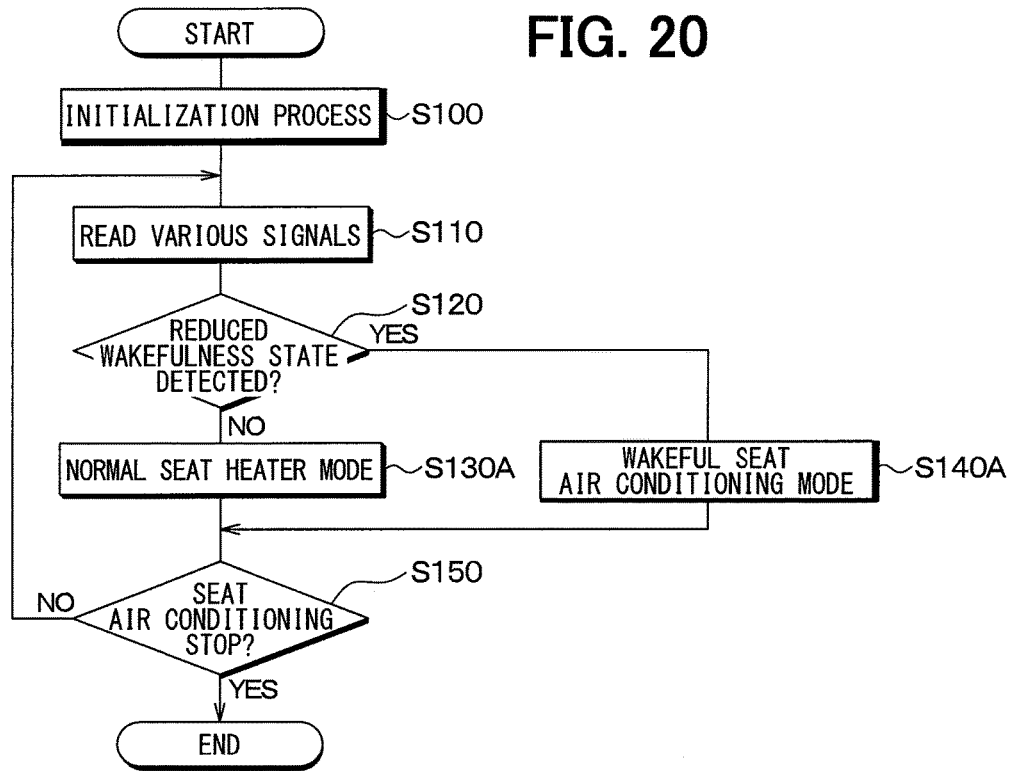 START
FIG. 20
INITIALIZATION PROCESS
S100
READ VARIOUS SIGNALS
S110
S120
REDUCED
WAKEFULNESS STATE
DETECTED?
YES
NO
NORMAL SEAT HEATER MODE
S130A
WAKEFUL SEAT
AIR CONDITIONING MODE
S140A
S150
SEAT
AIR CONDITIONING
STOP?
NO
YES
END